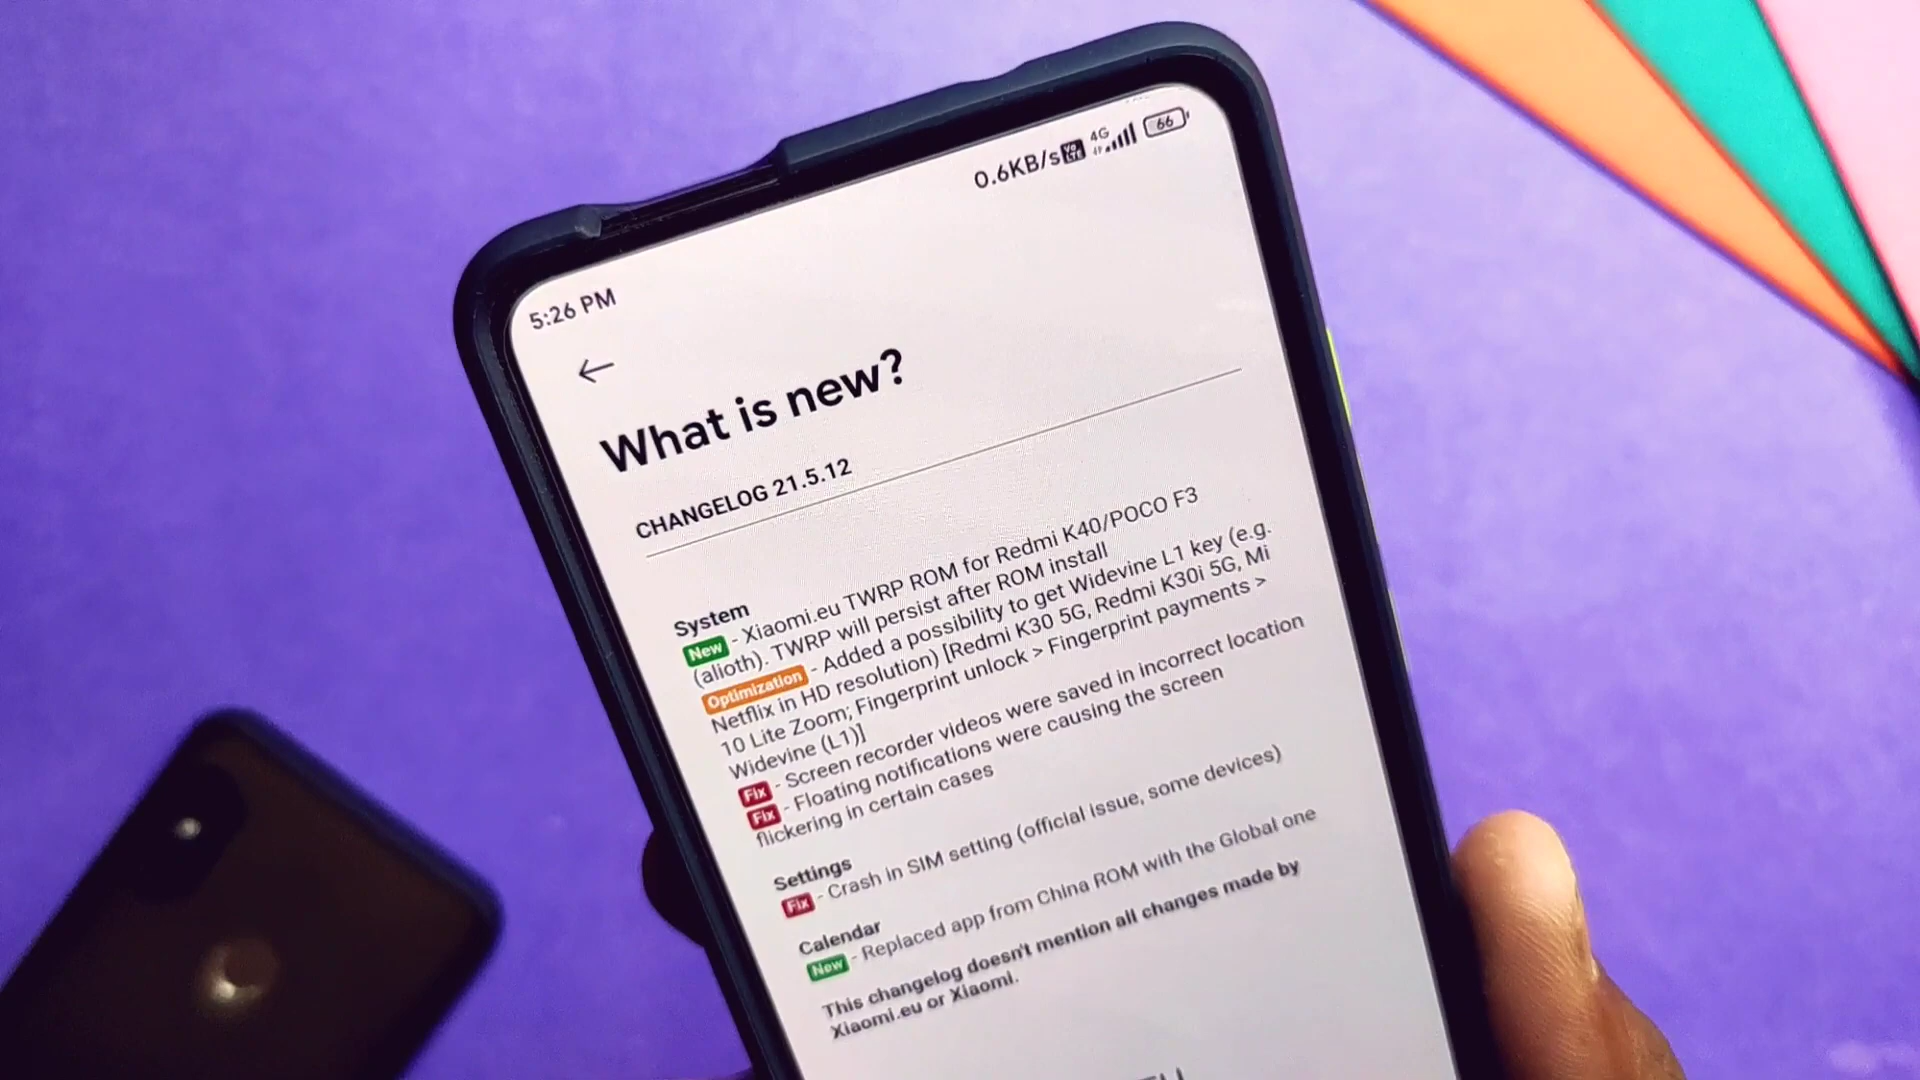 0.6KB/s Vo LTE 4G 66
5:26 PM
What is new?
CHANGELOG 21.5.12
System
New - Xiaomi.eu TWRP ROM for Redmi K40/POCO F3
(alioth). TWRP will persist after ROM install
Optimization - Added a possibility to get Widevine L1 key (e.g.
Netflix in HD resolution) [Redmi K30 5G, Redmi K30i 5G, Mi
10 Lite Zoom; Fingerprint unlock > Fingerprint payments >
Widevine (L1)]
Fix - Screen recorder videos were saved in incorrect location
Fix - Floating notifications were causing the screen
flickering in certain cases
Settings
Fix - Crash in SIM setting (official issue, some devices)
Calendar
New - Replaced app from China ROM with the Global one
This changelog doesn't mention all changes made by
Xiaomi.eu or Xiaomi.